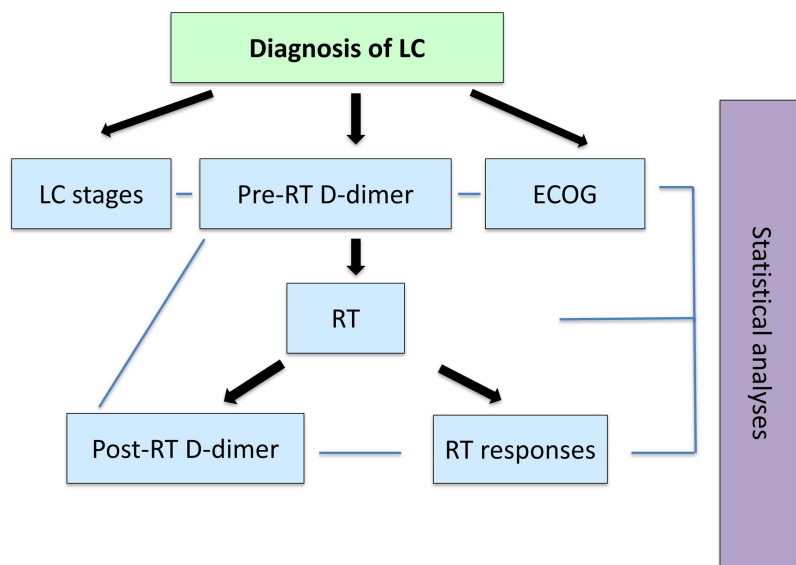 Diagnosis of LC
LC stages
Pre-RT D-dimer
ECOG
RT
Post-RT D-dimer
RT responses
Statistical analyses